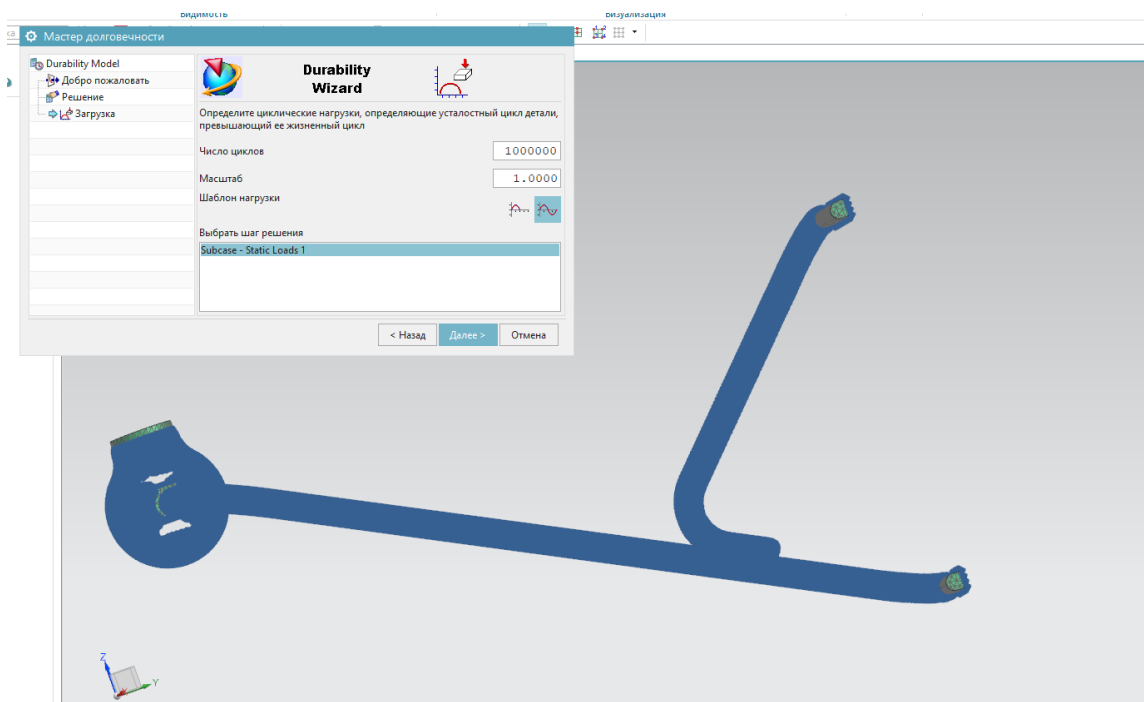 Видимость
Визуализация
ка
Мастер долговечности
Durability Model
Добро пожаловать
Решение
Загрузка
Durability
Wizard
Определите циклические нагрузки, определяющие усталостный цикл детали,
превышающий ее жизненный цикл
Число циклов
1000000
Масштаб
1.0000
Шаблон нагрузки
Выбрать шаг решения
Subcase - Static Loads 1
< Назад
Далее >
Отмена
Z
Y